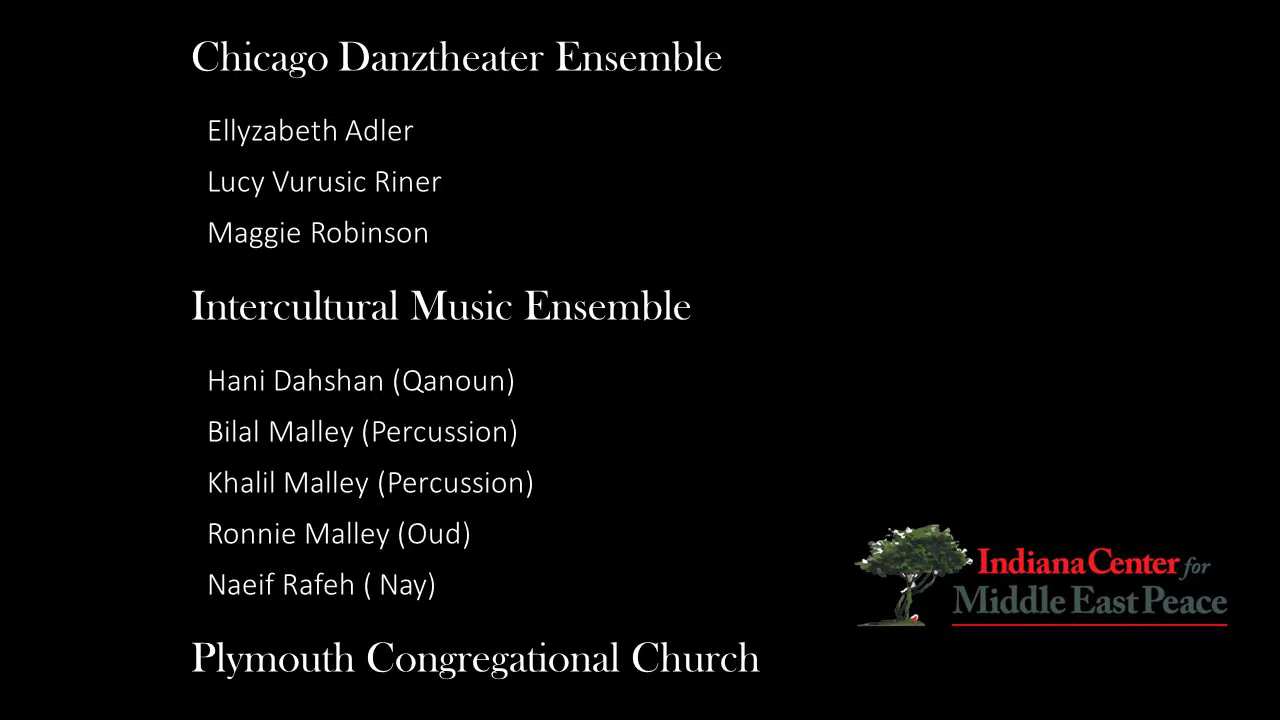 Chicago Danztheater Ensemble
Ellyzabeth Adler
Lucy Vurusic Riner
Maggie Robinson
Intercultural Music Ensemble
Hani Dahshan (Qanoun)
Bilal Malley (Percussion)
Khalil Malley (Percussion)
Ronnie Malley (Oud)
Naeif Rafeh ( Nay)
Plymouth Congregational Church
Indiana Center for
Middle East Peace